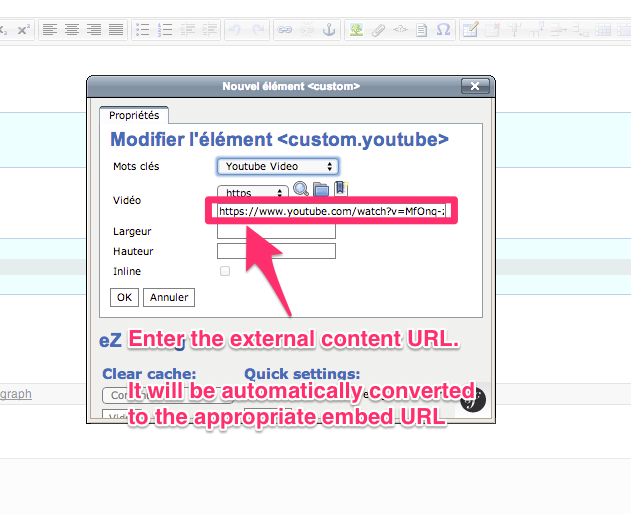 Nouvel élément <custom>
Propriétés
Modifier l'élément <custom.youtube>
Mots clés
Youtube Video
https
Vidéo
https://www.youtube.com/watch?v=MfOnq-
Largeur
Hauteur
Inline
OK
Annuler
Enter the external content URL.
eZ
Clear cache:
Quick settings:
It will be automatically converted
graph
to the appropriate embed URL